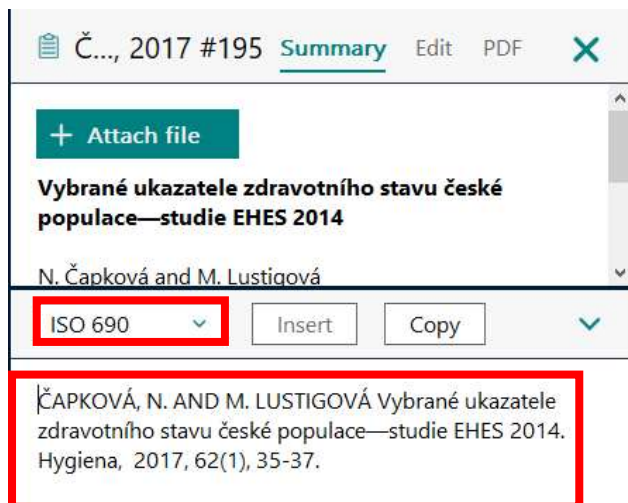 Č..., 2017 #195 Summary Edit PDF
+ Attach file
Vybrané ukazatele zdravotního stavu české
populace—studie EHES 2014
N. Čapková and M. Lustigová
ISO 690 Insert Copy
ČAPKOVÁ, N. AND M. LUSTIGOVÁ Vybrané ukazatele
zdravotního stavu české populace—studie EHES 2014.
Hygiena, 2017, 62(1), 35-37.